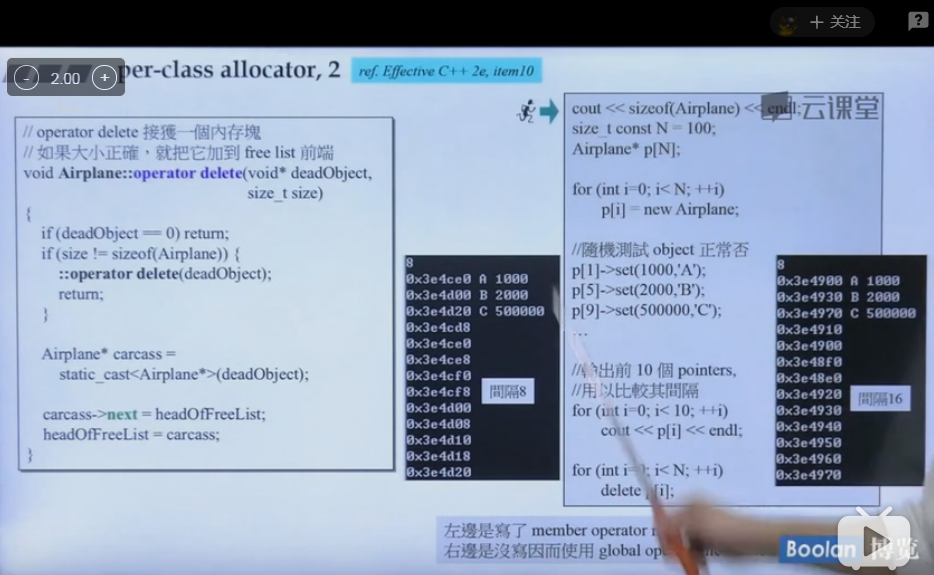 + 关注
?
- 2.00 +
per-class allocator, 2
ref. Effective C++ 2e, item10
云课堂
// operator delete 接獲一個內存塊
// 如果大小正確，就把它加到 free list 前端
void Airplane::operator delete(void* deadObject,
size_t size)
{
if (deadObject == 0) return;
if (size != sizeof(Airplane)) {
::operator delete(deadObject);
return;
}
Airplane* carcass =
static_cast<Airplane*>(deadObject);
carcass->next = headOfFreeList;
headOfFreeList = carcass;
}
8
0x3e4ce0 A 1000
0x3e4d00 B 2000
0x3e4d20 C 500000
0x3e4cd8
0x3e4ce0
0x3e4ce8
0x3e4cf0
0x3e4cf8
0x3e4d00
0x3e4d08
0x3e4d10
0x3e4d18
0x3e4d20
間隔8
cout << sizeof(Airplane) << endl;
size_t const N = 100;
Airplane* p[N];
for (int i=0; i< N; ++i)
p[i] = new Airplane;
//隨機測試 object 正常否
p[1]->set(1000,'A');
p[5]->set(2000,'B');
p[9]->set(500000,'C');
...
//輸出前 10 個 pointers,
//用以比較其間隔
for (int i=0; i< 10; ++i)
cout << p[i] << endl;
for (int i=0; i< N; ++i)
delete p[i];
8
0x3e4900 A 1000
0x3e4930 B 2000
0x3e4970 C 500000
0x3e4910
0x3e4900
0x3e48f0
0x3e48e0
0x3e4920
0x3e4930
0x3e4940
0x3e4950
0x3e4960
0x3e4970
間隔16
左邊是寫了 member operator
右邊是沒寫因而使用 global
Boolan 博览